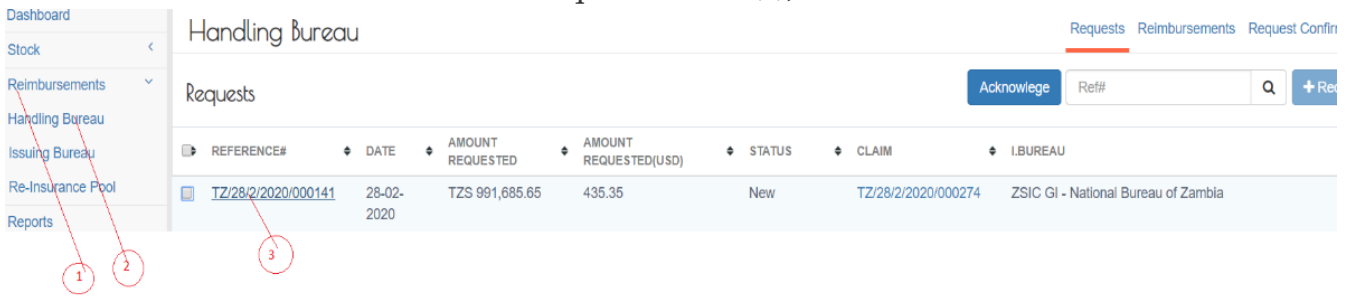 Dashboard
Stock
Reimbursements
Handling Bureau
Issuing Bureau
Re-Insurance Pool
Reports
Handling Bureau
Requests Reimbursements Request Confir
Requests
Acknowlege Ref# + Rec
REFERENCE# DATE AMOUNT REQUESTED AMOUNT REQUESTED(USD) STATUS CLAIM I.BUREAU
TZ/28/2/2020/000141 28-02-2020 TZS 991,685.65 435.35 New TZ/28/2/2020/000274 ZSIC GI - National Bureau of Zambia
1 2 3